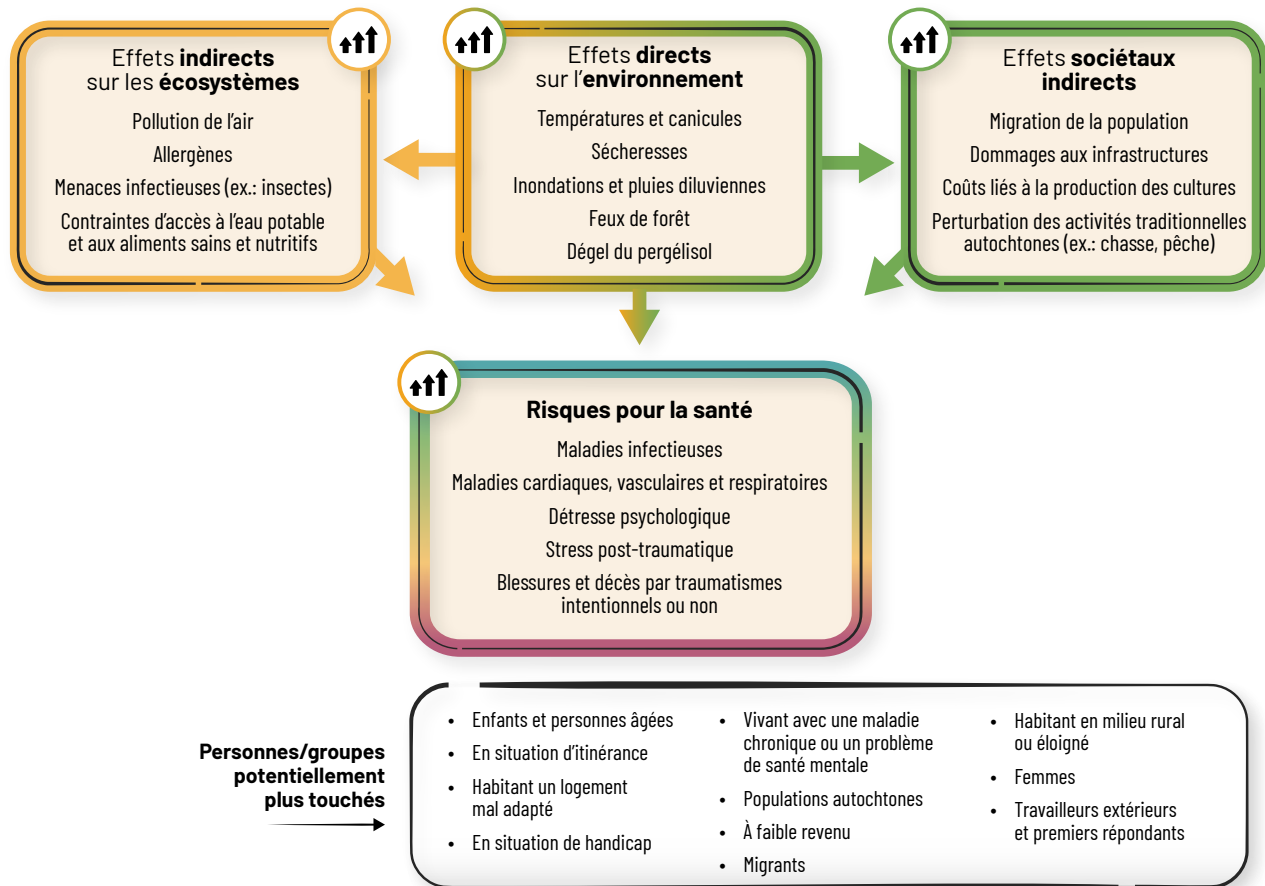 Effets indirects
sur les écosystèmes
Pollution de l'air
Allergènes
Menaces infectieuses (ex.: insectes)
Contraintes d'accès à l'eau potable
et aux aliments sains et nutritifs
Effets directs
sur l'environnement
Températures et canicules
Sécheresses
Inondations et pluies diluviennes
Feux de forêt
Dégel du pergélisol
Effets sociétaux
indirects
Migration de la population
Dommages aux infrastructures
Coûts liés à la production des cultures
Perturbation des activités traditionnelles
autochtones (ex.: chasse, pêche)
Risques pour la santé
Maladies infectieuses
Maladies cardiaques, vasculaires et respiratoires
Détresse psychologique
Stress post-traumatique
Blessures et décès par traumatismes
intentionnels ou non
Personnes/groupes
potentiellement
plus touchés
• Enfants et personnes âgées
• En situation d'itinérance
• Habitant un logement
mal adapté
• En situation de handicap
• Vivant avec une maladie
chronique ou un problème
de santé mentale
• Populations autochtones
• À faible revenu
• Migrants
• Habitant en milieu rural
ou éloigné
• Femmes
• Travailleurs extérieurs
et premiers répondants